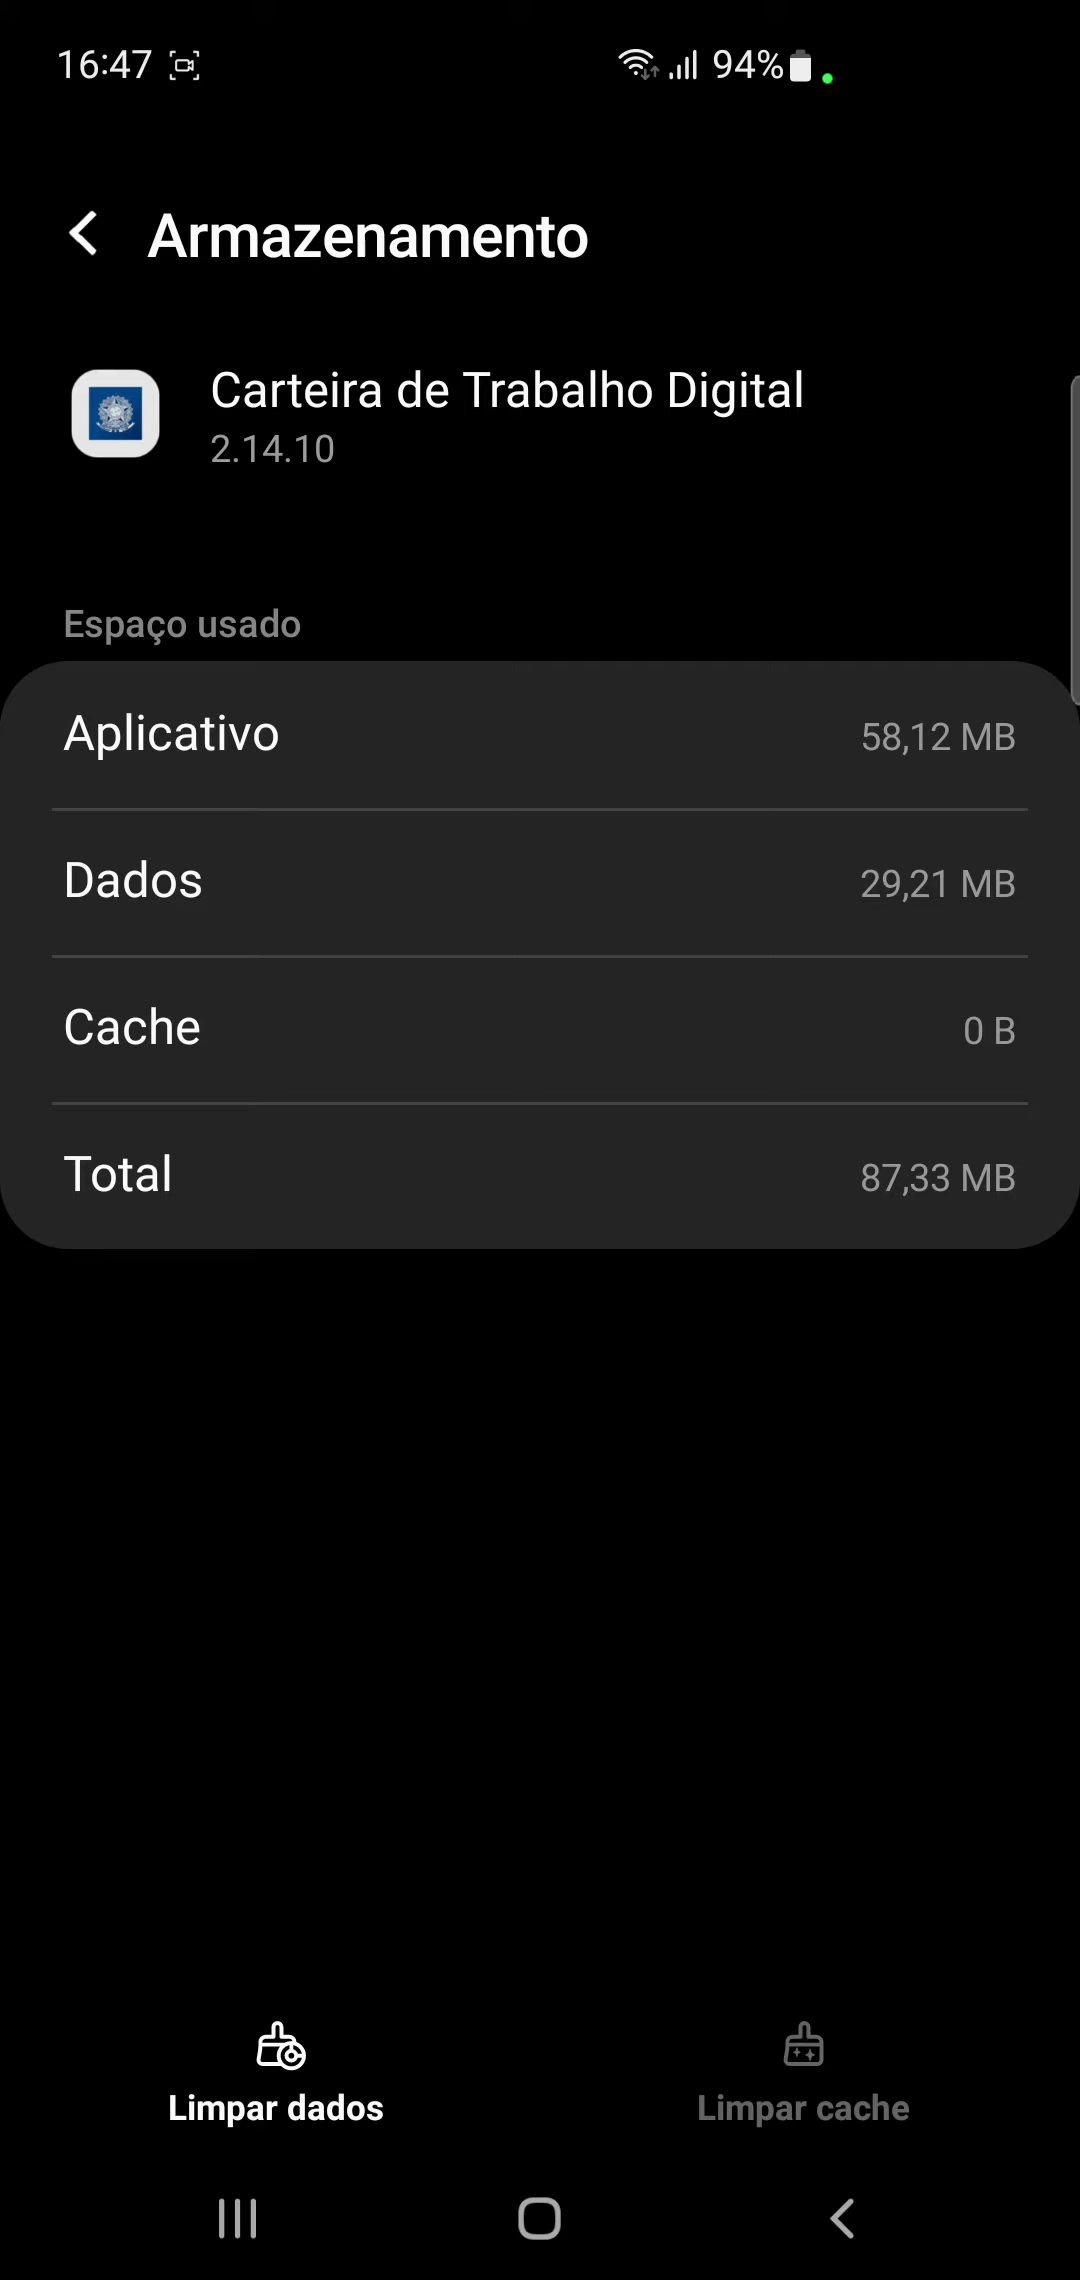 16:47 94%
Armazenamento
Carteira de Trabalho Digital
2.14.10
Espaço usado
Aplicativo 58,12 MB
Dados 29,21 MB
Cache 0 B
Total 87,33 MB
Limpar dados Limpar cache